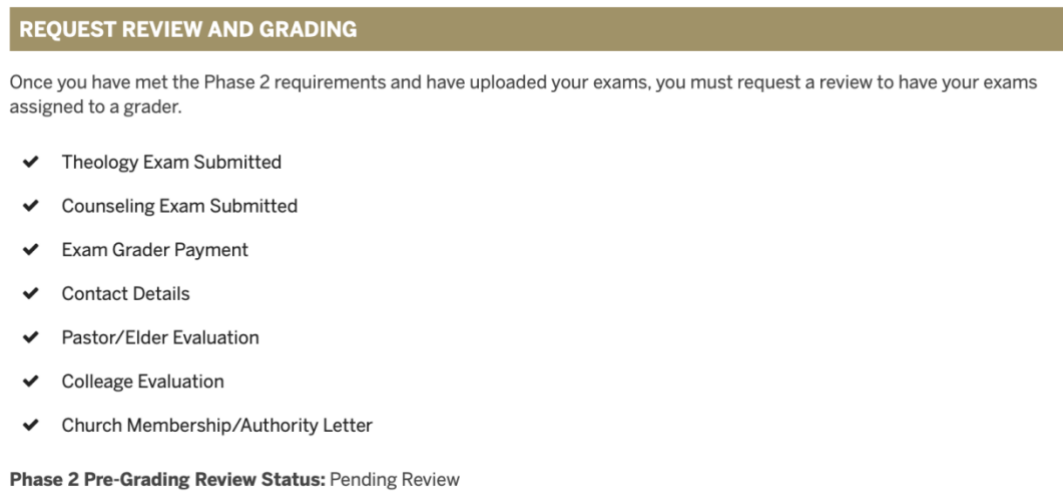 REQUEST REVIEW AND GRADING
Once you have met the Phase 2 requirements and have uploaded your exams, you must request a review to have your exams
assigned to a grader.
Theology Exam Submitted
Counseling Exam Submitted
Exam Grader Payment
Contact Details
Pastor/Elder Evaluation
Colleage Evaluation
Church Membership/Authority Letter
Phase 2 Pre-Grading Review Status: Pending Review